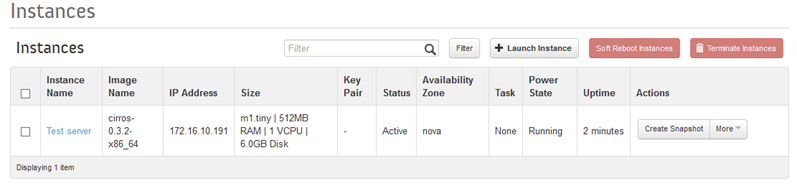 Instances
Instances
Filter
Filter
+ Launch Instance
Soft Reboot Instances
Terminate Instances
Instance Name
Image Name
IP Address
Size
Key Pair
Status
Availability Zone
Task
Power State
Uptime
Actions
Test server
cirros-
0.3.2-
x86_64
172.16.10.191
m1.tiny | 512MB
RAM | 1 VCPU |
6.0GB Disk
-
Active
nova
None
Running
2 minutes
Create Snapshot
More
Displaying 1 item